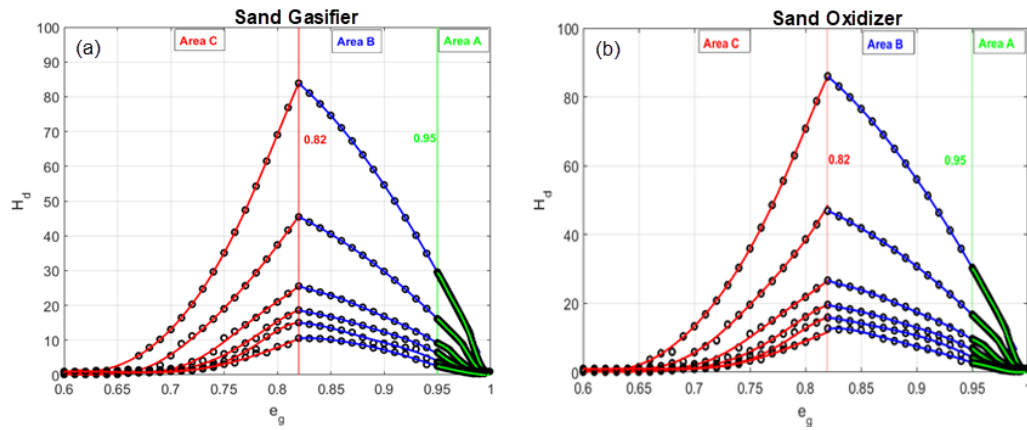 Sand Gasifier
(a)
Area C
Area B
Area A
100
90
80
70
60
50
40
30
20
10
0
0.82
0.95
H_d
0.6 0.65 0.7 0.75 0.8 0.85 0.9 0.95 1
e_g
Sand Oxidizer
(b)
Area C
Area B
Area A
100
80
60
40
20
0
0.82
0.95
H_d
0.6 0.65 0.7 0.75 0.8 0.85 0.9 0.95
e_g